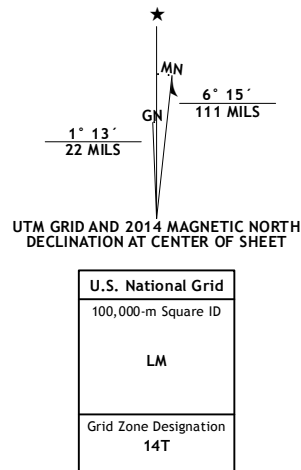 ★
MN
GN
6° 15´
111 MILS
1° 13´
22 MILS
UTM GRID AND 2014 MAGNETIC NORTH
DECLINATION AT CENTER OF SHEET
U.S. National Grid
100,000-m Square ID
LM
Grid Zone Designation
14T